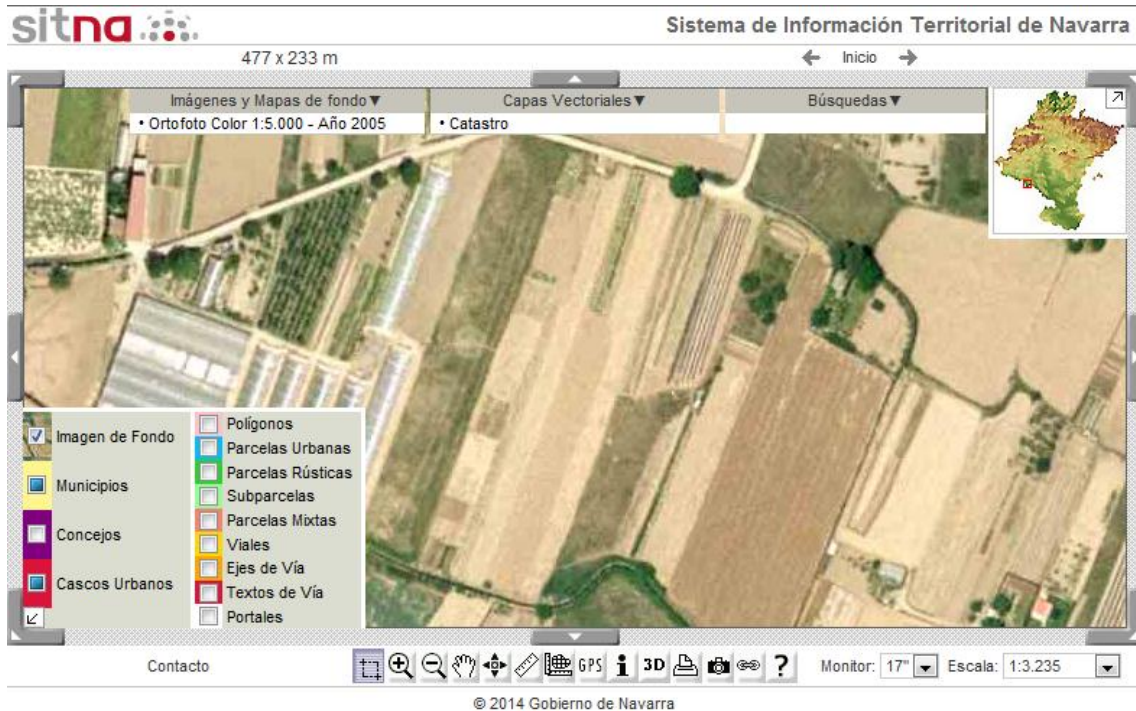 sitna
Sistema de Información Territorial de Navarra
477 x 233 m
Inicio
Imágenes y Mapas de fondo▼
Capas Vectoriales▼
Búsquedas▼
• Ortofoto Color 1:5.000 - Año 2005
• Catastro
Imagen de Fondo
Municipios
Concejos
Cascos Urbanos
Polígonos
Parcelas Urbanas
Parcelas Rústicas
Subparcelas
Parcelas Mixtas
Viales
Ejes de Vía
Textos de Vía
Portales
Contacto
GPS
i
3D
?
Monitor: 17"
Escala: 1:3.235
© 2014 Gobierno de Navarra